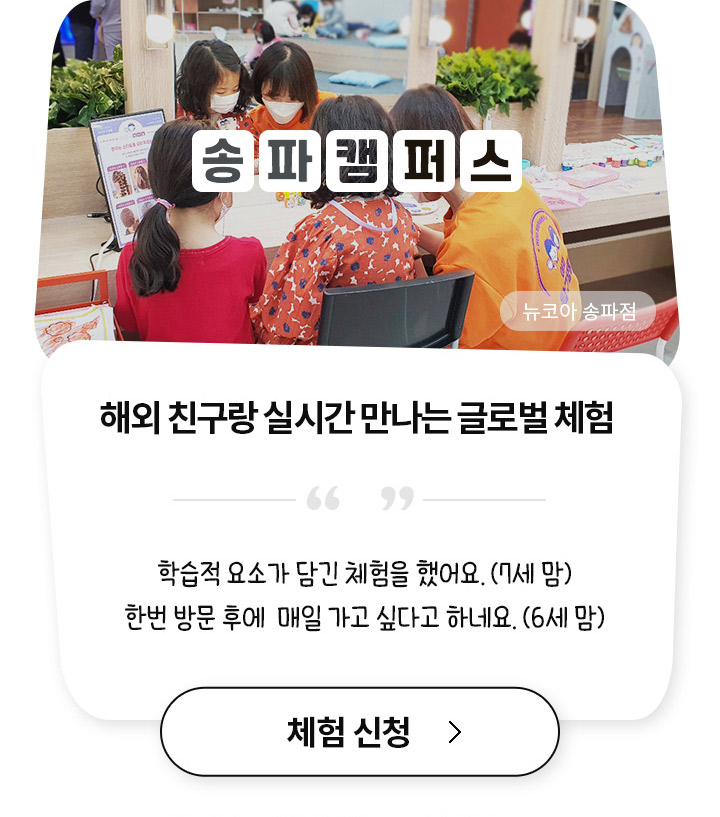 송파캠퍼스
뉴코아 송파점
해외 친구랑 실시간 만나는 글로벌 체험
“ ”
학습적 요소가 담긴 체험을 했어요. (7세 맘)
한번 방문 후에 매일 가고 싶다고 하네요. (6세 맘)
체험 신청 >